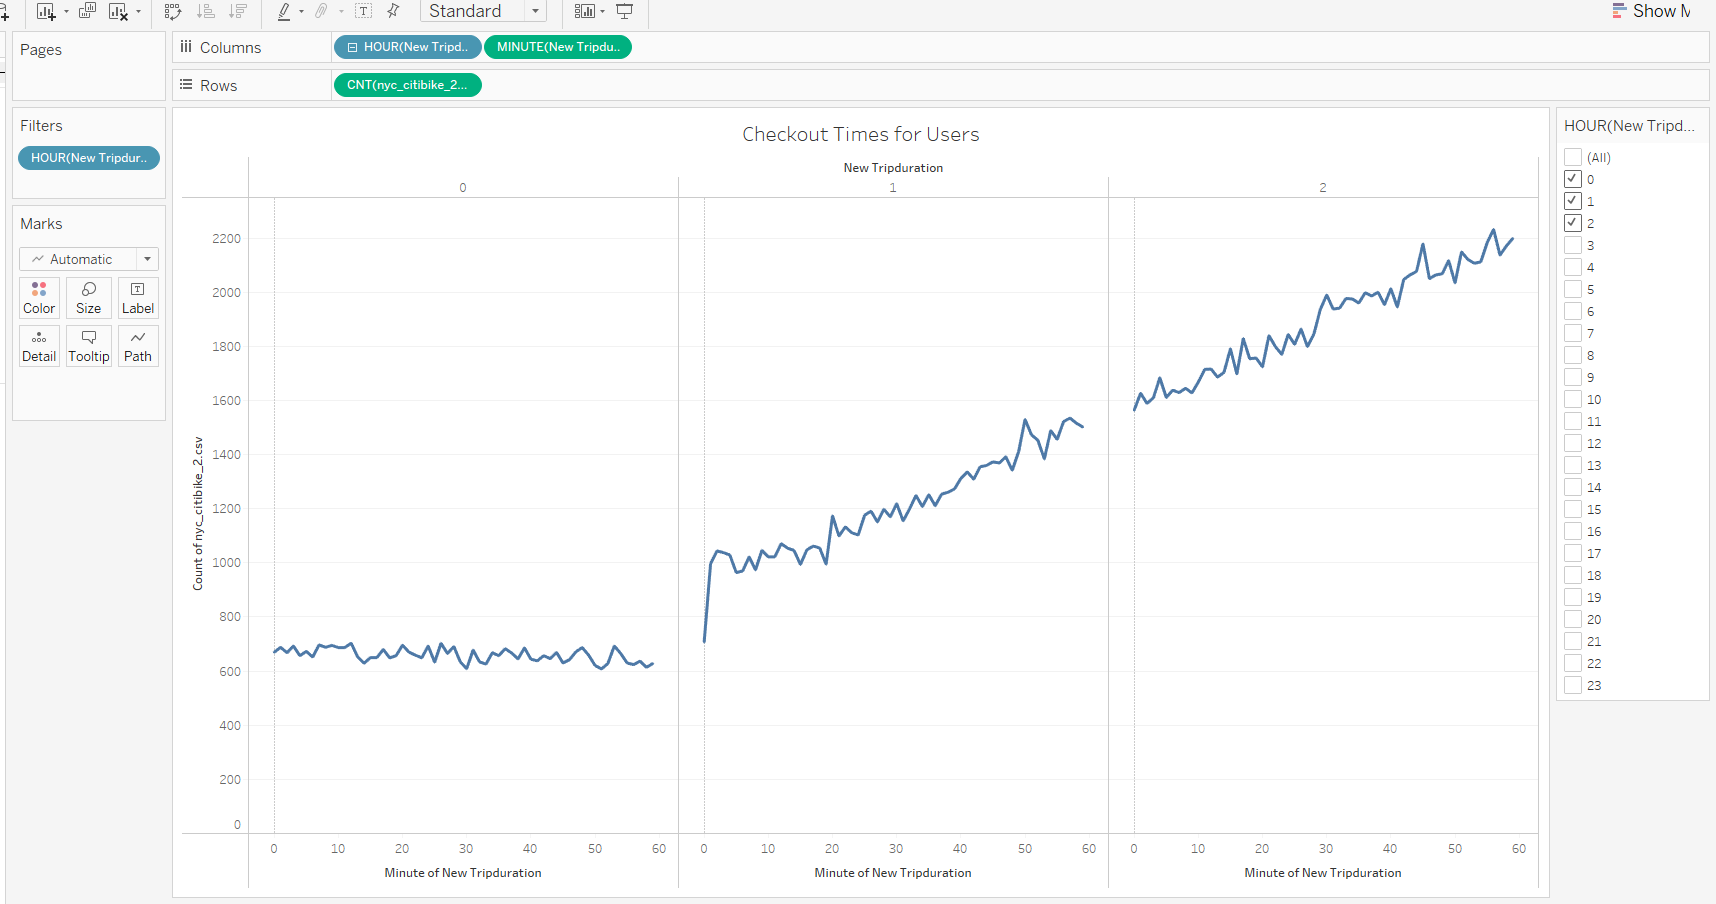 Standard
Show M
Pages
Columns
HOUR(New Tripd..
MINUTE(New Tripdu..
Rows
CNT(nyc_citibike_2...
Filters
HOUR(New Tripdur..
Marks
Automatic
Color
Size
Label
Detail
Tooltip
Path
Checkout Times for Users
New Tripduration
0 1 2
Count of nyc_citibike_2.csv
2200
2000
1800
1600
1400
1200
1000
800
600
400
200
0
0 10 20 30 40 50 60
0 10 20 30 40 50 60
0 10 20 30 40 50 60
Minute of New Tripduration
Minute of New Tripduration
Minute of New Tripduration
HOUR(New Tripd...
(All)
0
1
2
3
4
5
6
7
8
9
10
11
12
13
14
15
16
17
18
19
20
21
22
23